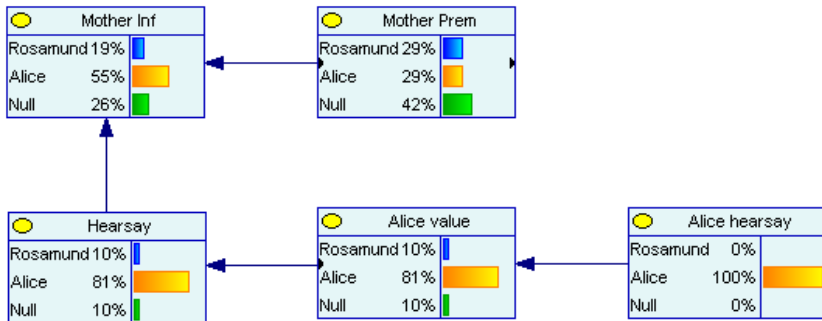 Mother Inf
Rosamund 19%
Alice 55%
Null 26%
Mother Prem
Rosamund 29%
Alice 29%
Null 42%
Hearsay
Rosamund 10%
Alice 81%
Null 10%
Alice value
Rosamund 10%
Alice 81%
Null 10%
Alice hearsay
Rosamund 0%
Alice 100%
Null 0%